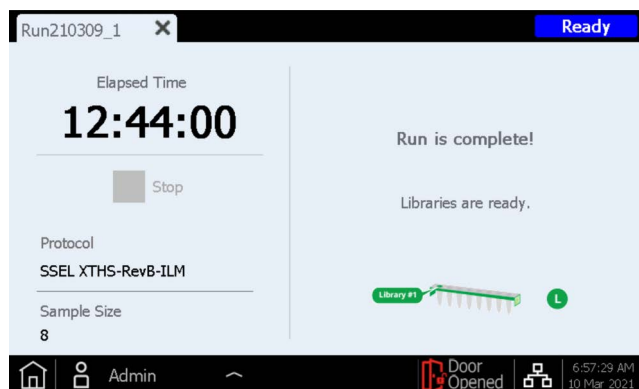 Run210309_1
Ready
Elapsed Time
12:44:00
Stop
Protocol
SSEL XTHS-RevB-ILM
Sample Size
8
Run is complete!
Libraries are ready.
Library #1
L
Admin
Door
Opened
6:57:29 AM
10 Mar 2021